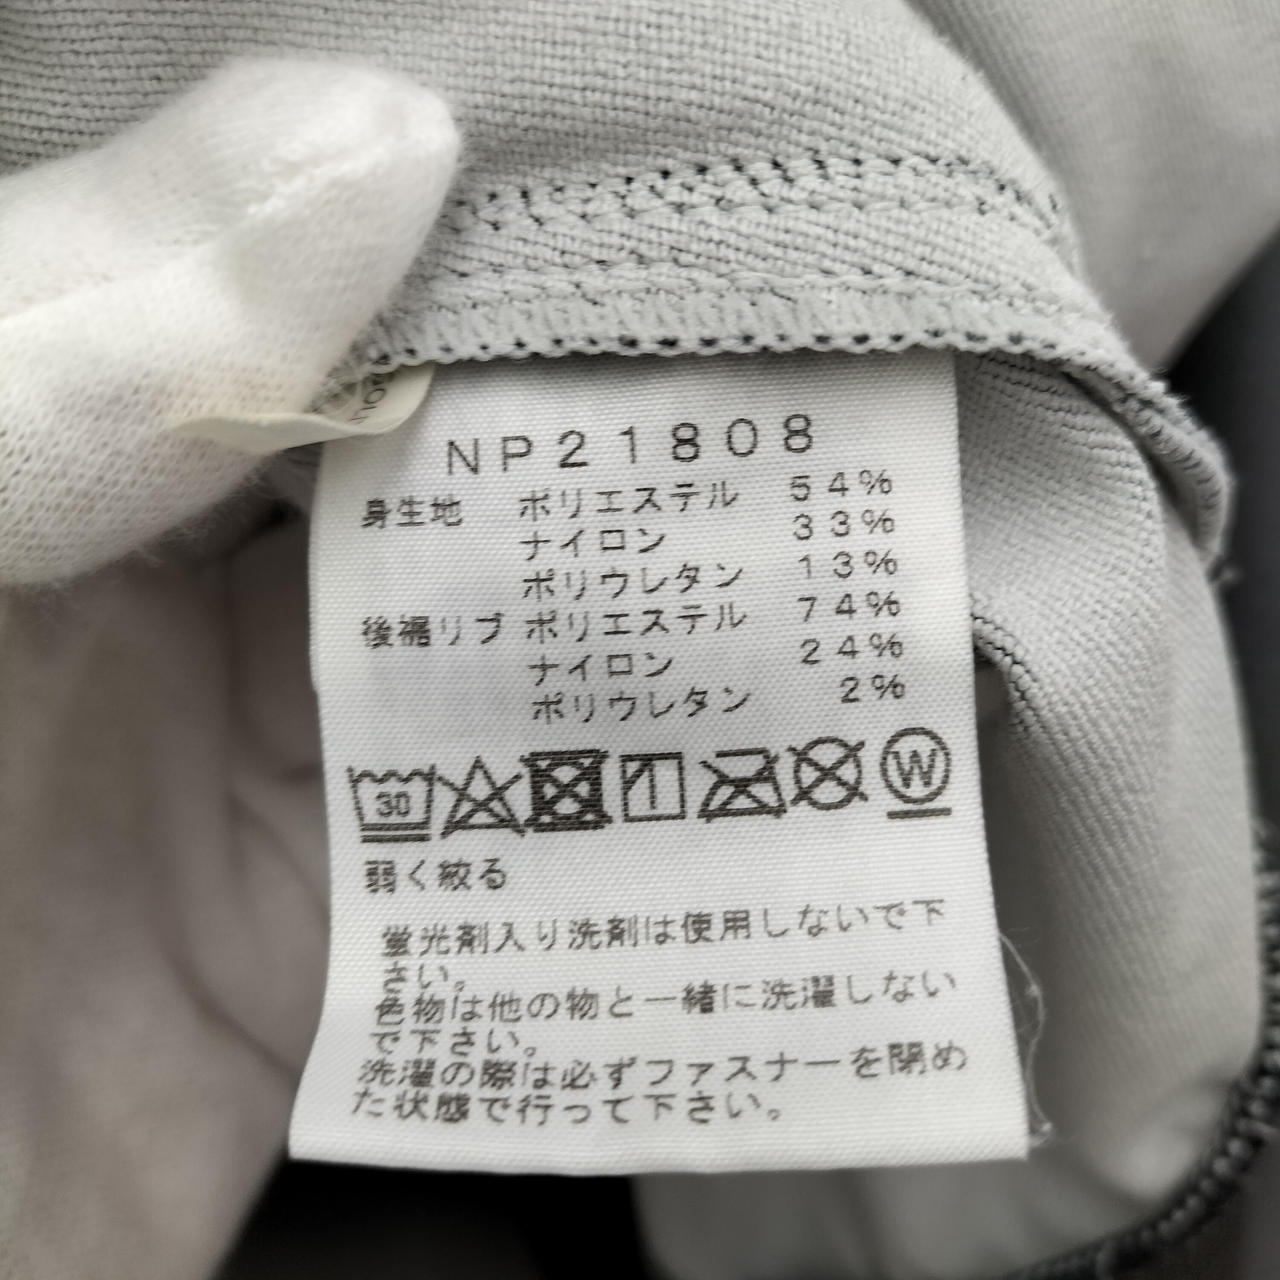 NP21808
身生地 ポリエステル 54%
ナイロン 33%
ポリウレタン 13%
後裾リブ ポリエステル 74%
ナイロン 24%
ポリウレタン 2%
30 W
弱く絞る
蛍光剤入り洗剤は使用しないで下
さい。
色物は他の物と一緒に洗濯しない
で下さい。
洗濯の際は必ずファスナーを閉め
た状態で行って下さい。